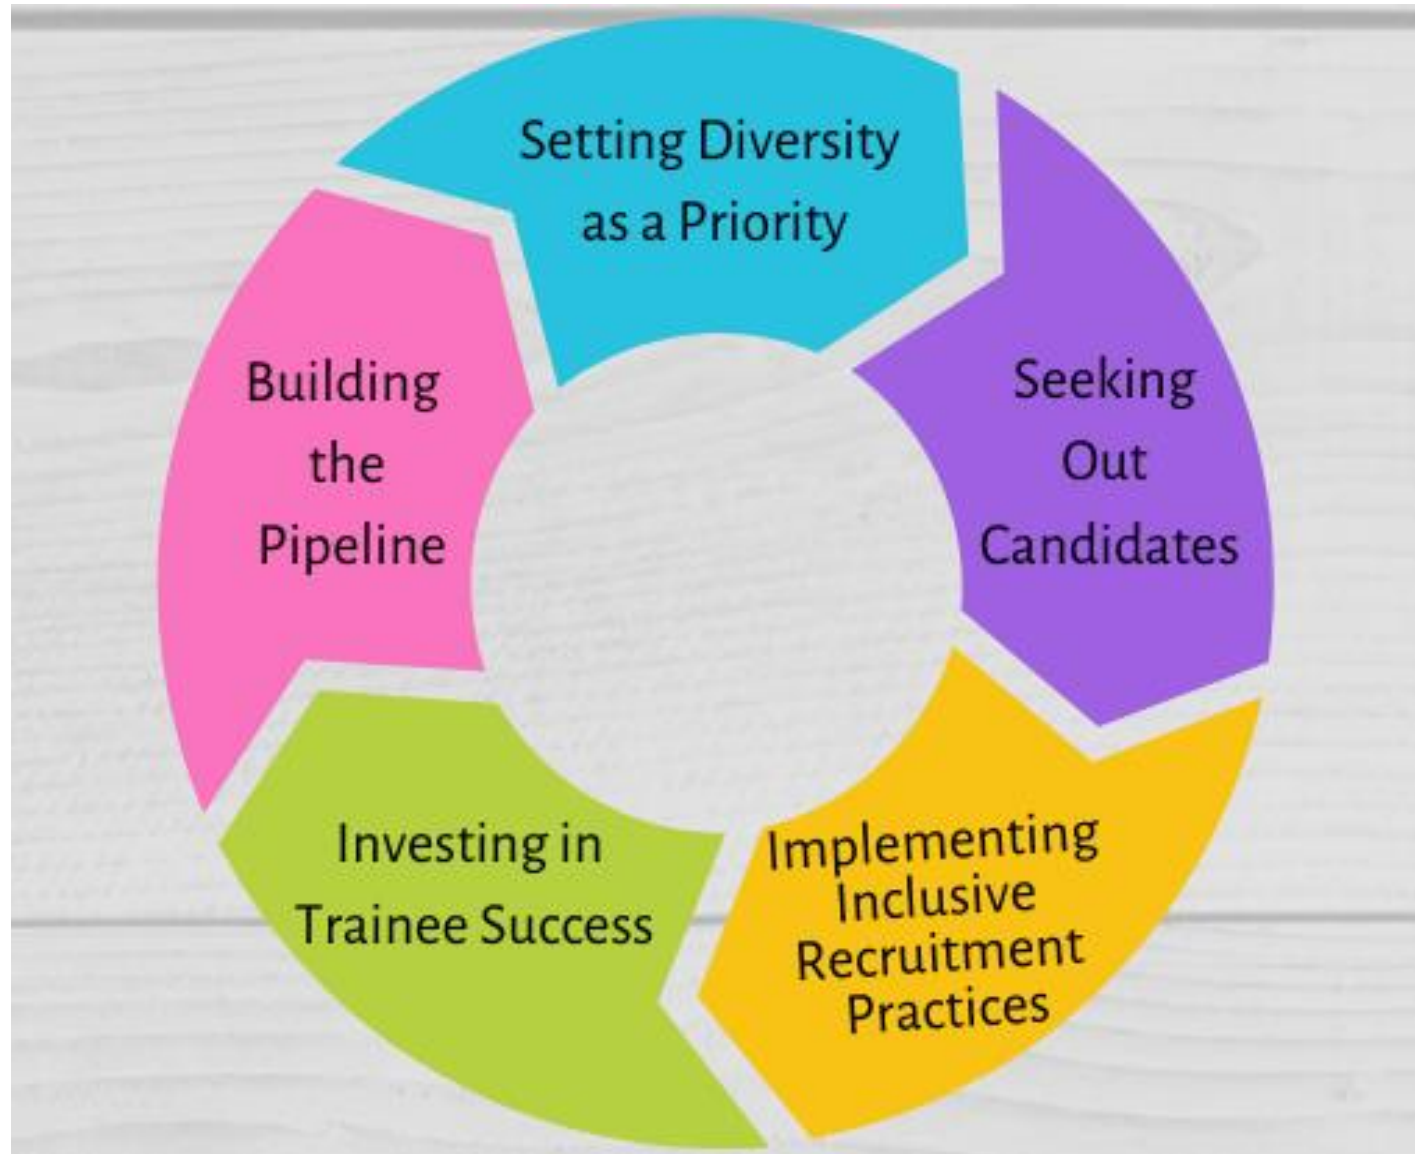 Setting Diversity
as a Priority
Seeking
Out
Candidates
Implementing
Inclusive
Recruitment
Practices
Investing in
Trainee Success
Building
the
Pipeline